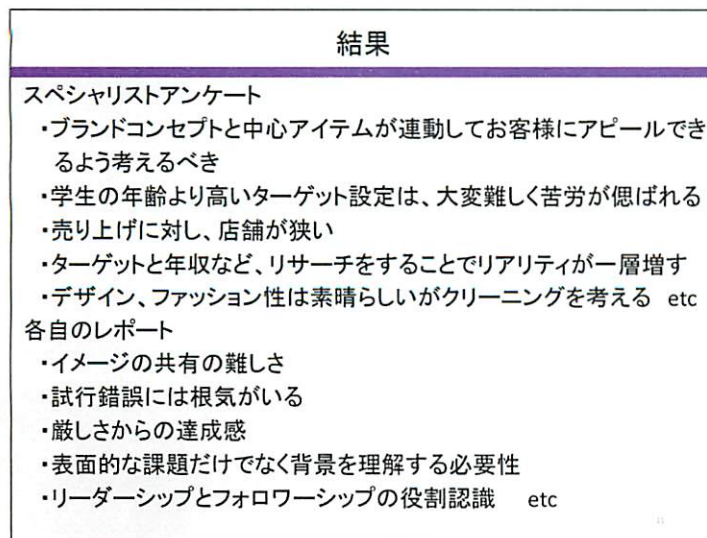 結果
スペシャリストアンケート
・ブランドコンセプトと中心アイテムが連動してお客様にアピールでき
るよう考えるべき
・学生の年齢より高いターゲット設定は、大変難しく苦労が偲ばれる
・売り上げに対し、店舗が狭い
・ターゲットと年収など、リサーチをすることでリアリティが一層増す
・デザイン、ファッション性は素晴らしいがクリーニングを考える etc
各自のレポート
・イメージの共有の難しさ
・試行錯誤には根気がいる
・厳しさからの達成感
・表面的な課題だけでなく背景を理解する必要性
・リーダーシップとフォロワーシップの役割認識 etc